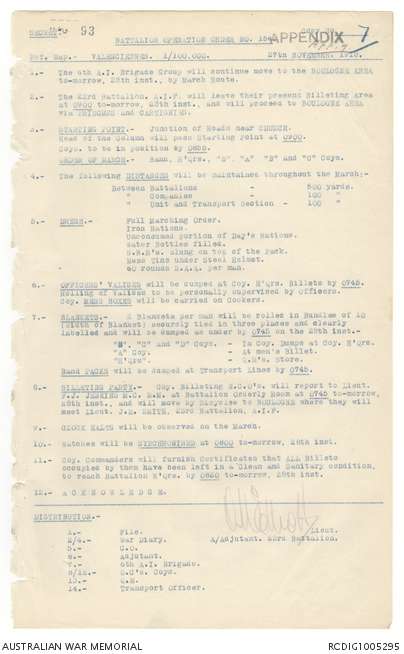 SECRET. 93 APPENDIX 7
BATTALION OPERATION ORDER NO.
Ref. Map.- VALENCIENNES. 1/100,000. 27th NOVEMBER, 1918.
1.- The 6th A.I. Brigade Group will continue move to the BOULOGNE AREA
to-morrow, 28th inst., by March Route.
2.- The 23rd Battalion, A.I.F. will leave their present Billeting Area
at 0900 to-morrow, 28th inst., and will proceed to BOULOGNE AREA
via PRISCHES and CARTIGNIES.
3.- STARTING POINT.- Junction of Roads near CHURCH.
Head of the Column will pass Starting Point at 0900.
Coys. to be in position by 0855.
ORDER OF MARCH.- Band, H'Qrs, "D", "A" "B" and "C" Coys.
4.- The following DISTANCES will be maintained throughout the March:-
Between Battalions - 500 yards.
" Companies - 100 "
" Unit and Transport Section - 100 "
5.- DRESS.- Full Marching Order.
Iron Rations.
Unconsumed portion of Day's Rations.
Water Bottles filled.
S.B.R's. slung on top of the Pack.
Mess Tins under Steel Helmet.
60 rounds S.A.A. per man.
6.- OFFICERS' VALISES will be dumped at Coy. H'Qrs. Billets by 0745.
Rolling of Valises to be personally supervised by Officers.
Coy. MESS BOXES will be carried on Cookers.
7.- BLANKETS.- 2 Blankets per man will be rolled in Bundles of 10
(Width of Blanket) securely tied in three places and clearly
labelled and will be dumped as under by 0745 on the 28th inst.-
"B", "C" and "D" Coys. - In Coy. Dumps at Coy. H'Qrs.
"A" Coy. - At men's Billet.
"H'Qrs" - Q.M's. Store.
Band PACKS will be dumped at Transport Lines by 0745.
8.- BILLETING PARTY.- Coy. Billeting N.C.O's. will report to Lieut.
F.J. JENKINS M.C. M.M. at Battalion Orderly Room at 0745 to-morrow,
28th inst., and will move by Bicycles to BOULOGNE where they will
meet Lieut. J.E. SMITH, 23rd Battalion, A.I.F.
9.- CLOCK HALTS will be observed on the March.
10.- Watches will be SYNCHRONISED at 0800 to-morrow, 28th inst.
11.- Coy. Commanders will furnish Certificates that ALL Billets
occupied by them have been left in a Clean and Sanitary condition,
to reach Battalion H'Qrs. by 0850 to-morrow, 28th inst.
12.- A C K N O W L E D G E.
Lieut.
A/Adjutant. 23rd Battalion.
DISTRIBUTION.-
1.- File.
2/4.- War Diary.
5.- C.O.
6.- Adjutant.
7.- 6th A.I. Brigade.
8/12.- O.C's. Coys.
13.- Q.M.
14.- Transport Officer.
AUSTRALIAN WAR MEMORIAL RCDIG1005295